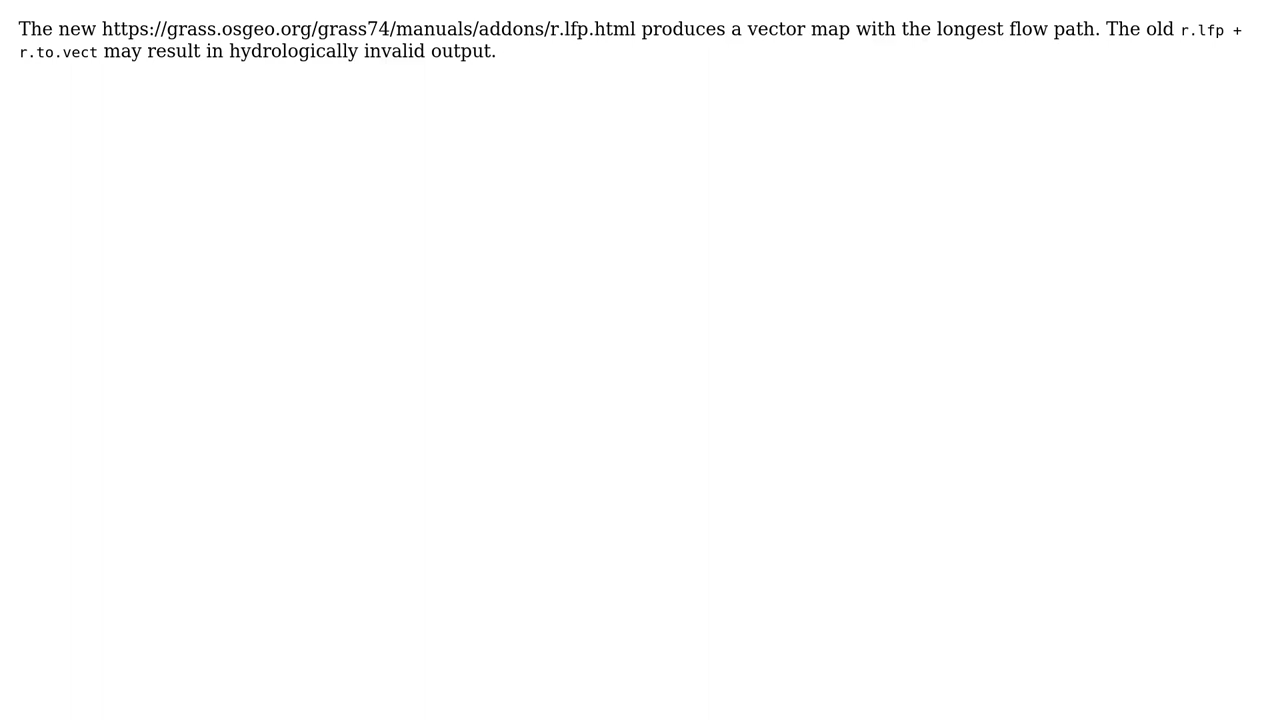 The new https://grass.osgeo.org/grass74/manuals/addons/r.lfp.html produces a vector map with the longest flow path. The old r.lfp +
r.to.vect may result in hydrologically invalid output.